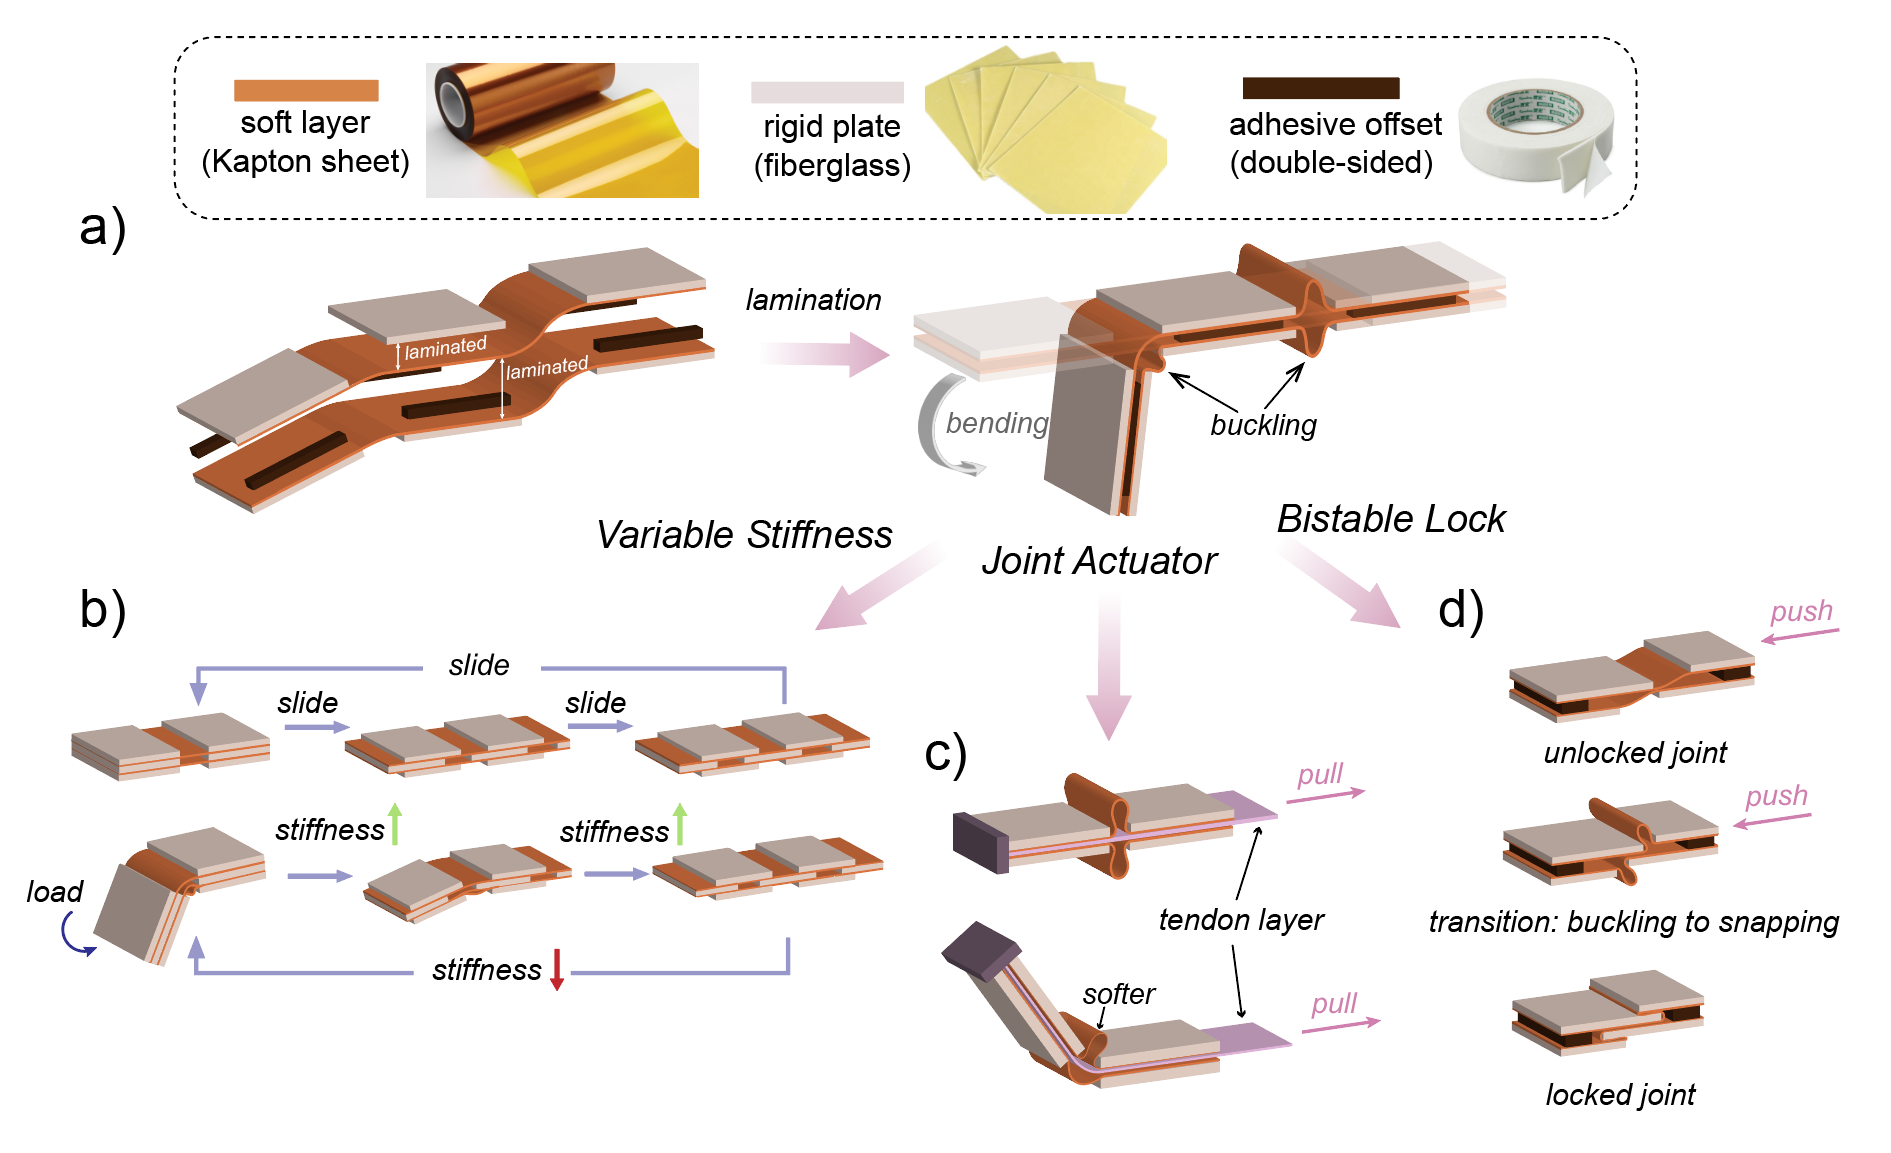 soft layer
(Kapton sheet)
rigid plate
(fiberglass)
adhesive offset
(double-sided)
a)
laminated
laminated
lamination
bending
buckling
Variable Stiffness
Joint Actuator
Bistable Lock
b)
slide
slide
slide
stiffness
stiffness
load
stiffness
c)
pull
tendon layer
softer
pull
d)
push
unlocked joint
push
transition: buckling to snapping
locked joint